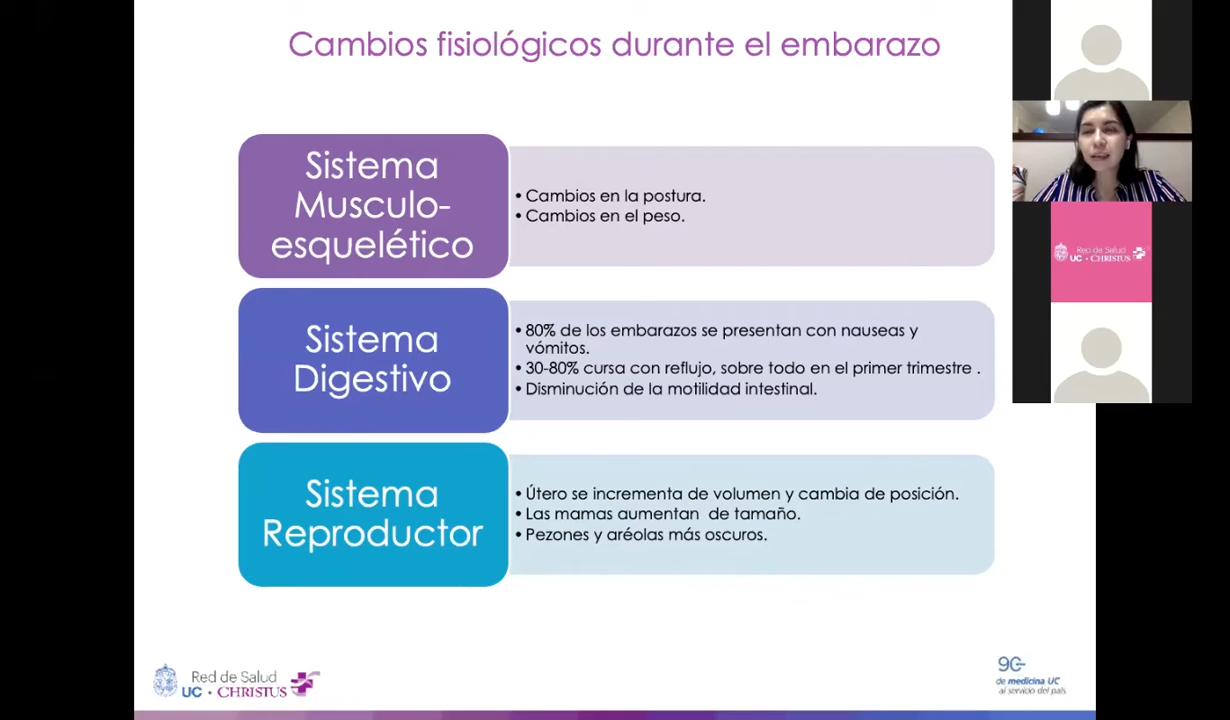 Cambios fisiológicos durante el embarazo
Sistema
Musculo-
esquelético
• Cambios en la postura.
• Cambios en el peso.
Sistema
Digestivo
• 80% de los embarazos se presentan con nauseas y
vómitos.
• 30-80% cursa con reflujo, sobre todo en el primer trimestre .
• Disminución de la motilidad intestinal.
Sistema
Reproductor
• Útero se incrementa de volumen y cambia de posición.
• Las mamas aumentan  de tamaño.
• Pezones y aréolas más oscuros.
Red de Salud
UC • CHRISTUS
Red de Salud
UC • CHRISTUS
90
de medicina UC
al servicio del país